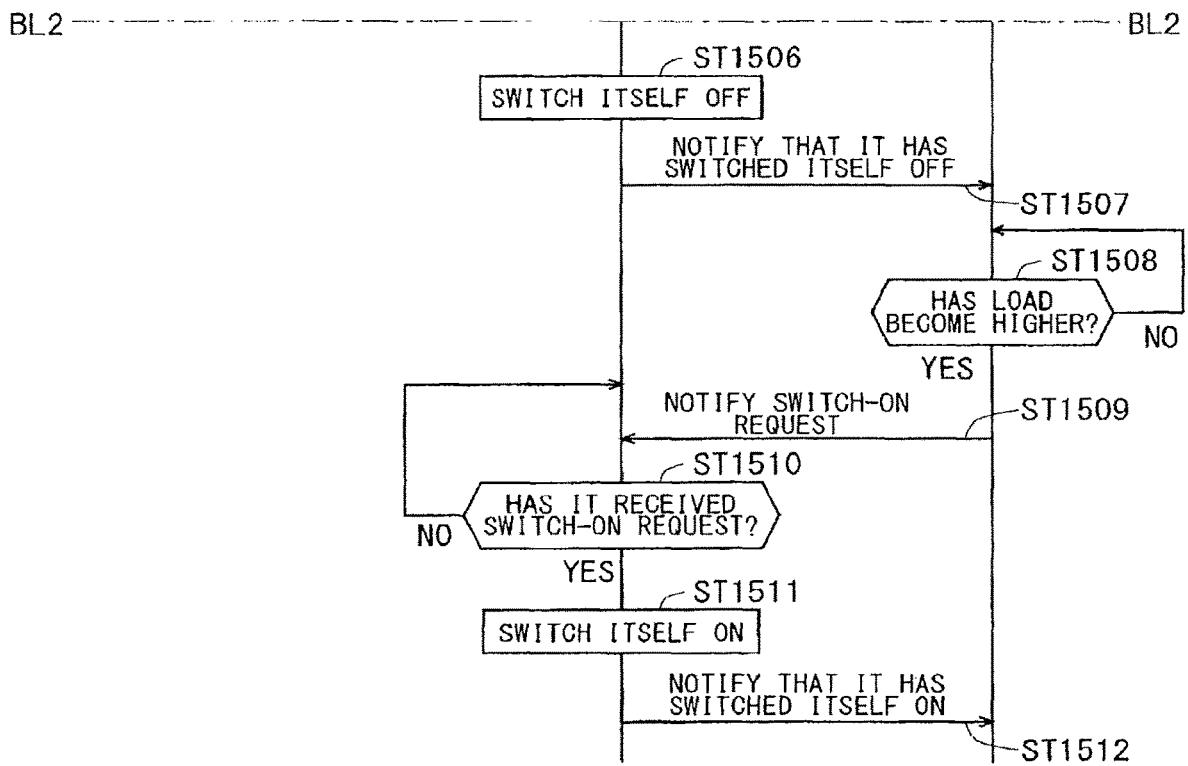 BL2 BL2
ST1506
SWITCH ITSELF OFF
NOTIFY THAT IT HAS
SWITCHED ITSELF OFF
ST1507
ST1508
HAS LOAD
BECOME HIGHER?
NO
YES
NOTIFY SWITCH-ON
REQUEST
ST1509
ST1510
HAS IT RECEIVED
SWITCH-ON REQUEST?
NO
YES
ST1511
SWITCH ITSELF ON
NOTIFY THAT IT HAS
SWITCHED ITSELF ON
ST1512